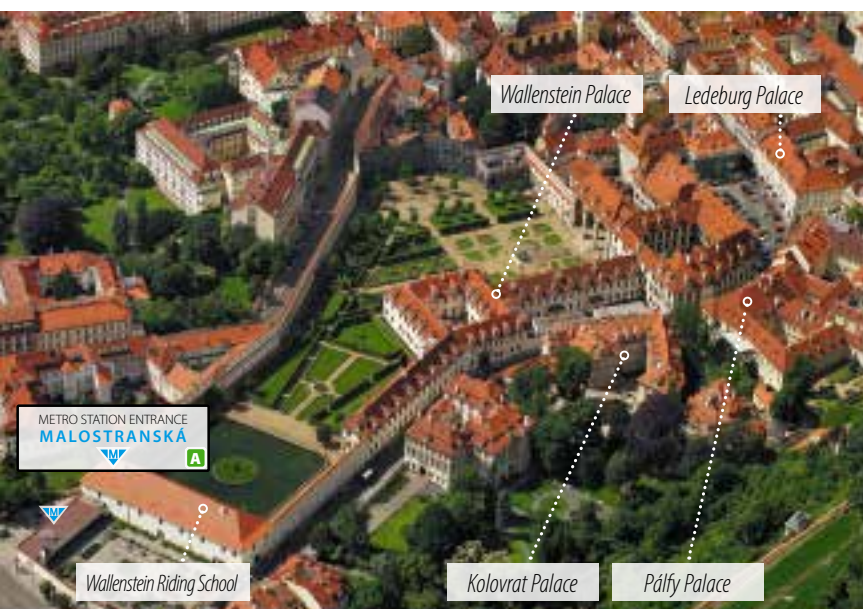 Wallenstein Palace
Ledeburg Palace
METRO STATION ENTRANCE
MALOSTRANSKÁ
M
A
M
Wallenstein Riding School
Kolovrat Palace
Pálfy Palace